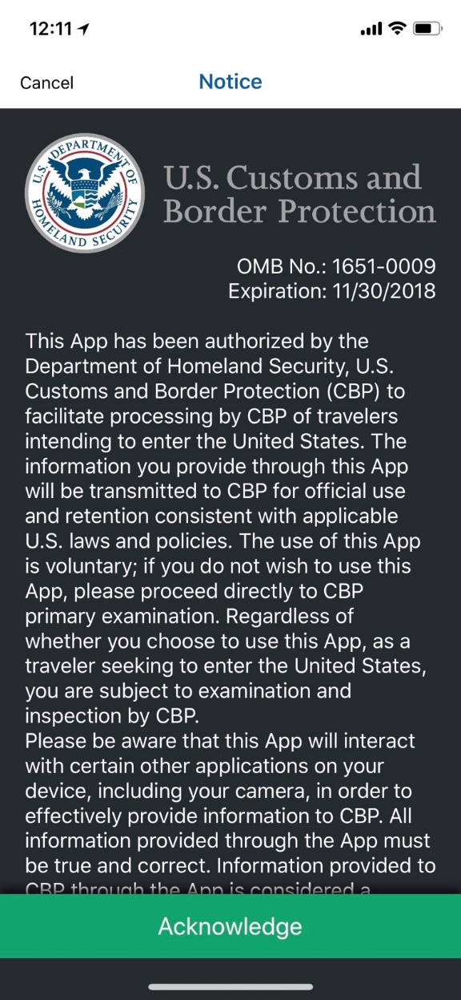 12:11
Cancel
Notice
U.S. DEPARTMENT OF
HOMELAND SECURITY
U.S. Customs and
Border Protection
OMB No.: 1651-0009
Expiration: 11/30/2018
This App has been authorized by the
Department of Homeland Security, U.S.
Customs and Border Protection (CBP) to
facilitate processing by CBP of travelers
intending to enter the United States. The
information you provide through this App
will be transmitted to CBP for official use
and retention consistent with applicable
U.S. laws and policies. The use of this App
is voluntary; if you do not wish to use this
App, please proceed directly to CBP
primary examination. Regardless of
whether you choose to use this App, as a
traveler seeking to enter the United States,
you are subject to examination and
inspection by CBP.
Please be aware that this App will interact
with certain other applications on your
device, including your camera, in order to
effectively provide information to CBP. All
information provided through the App must
be true and correct. Information provided to
CBP through the App is considered a
Acknowledge